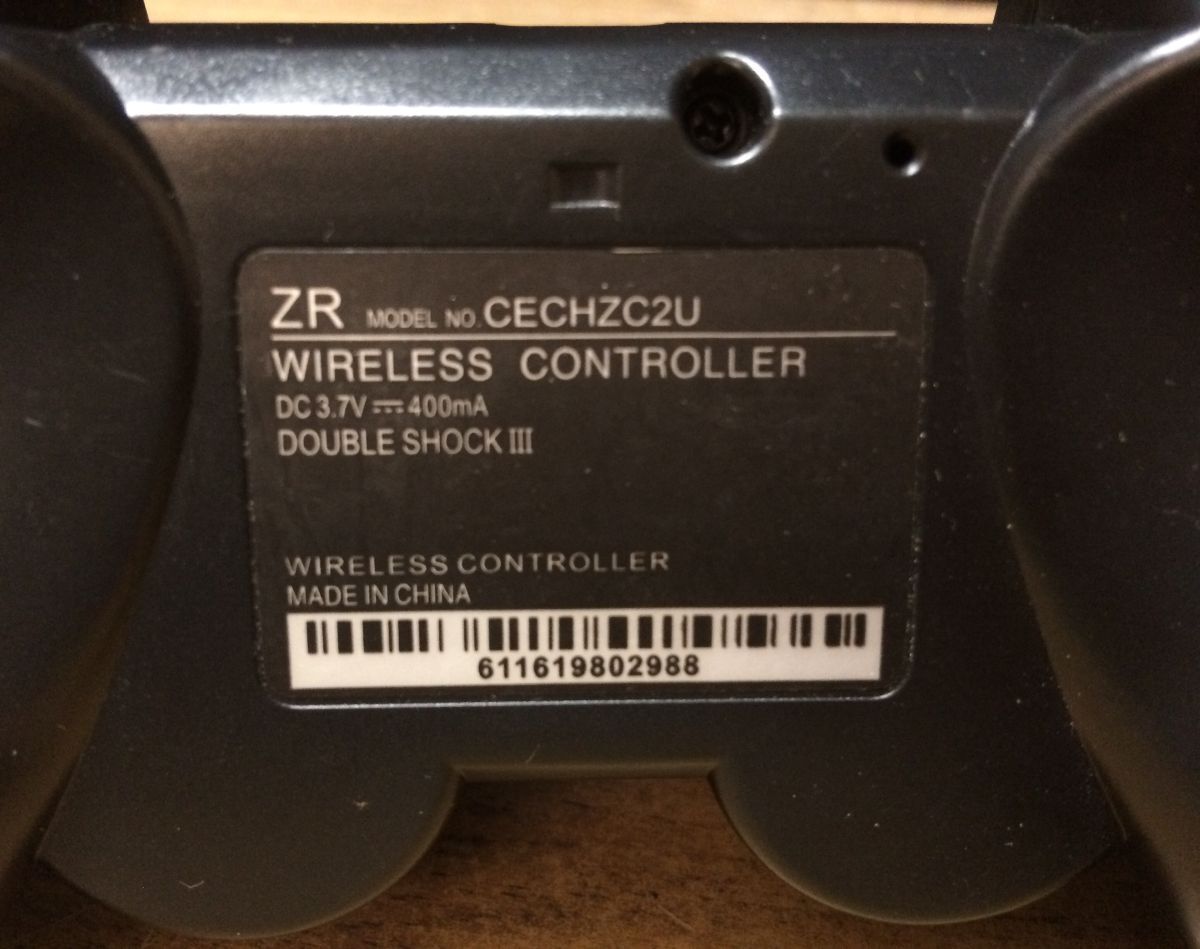 ZR MODEL NO. CECHZC2U
WIRELESS CONTROLLER
DC 3.7V ⎓ 400mA
DOUBLE SHOCK III
WIRELESS CONTROLLER
MADE IN CHINA
611619802988